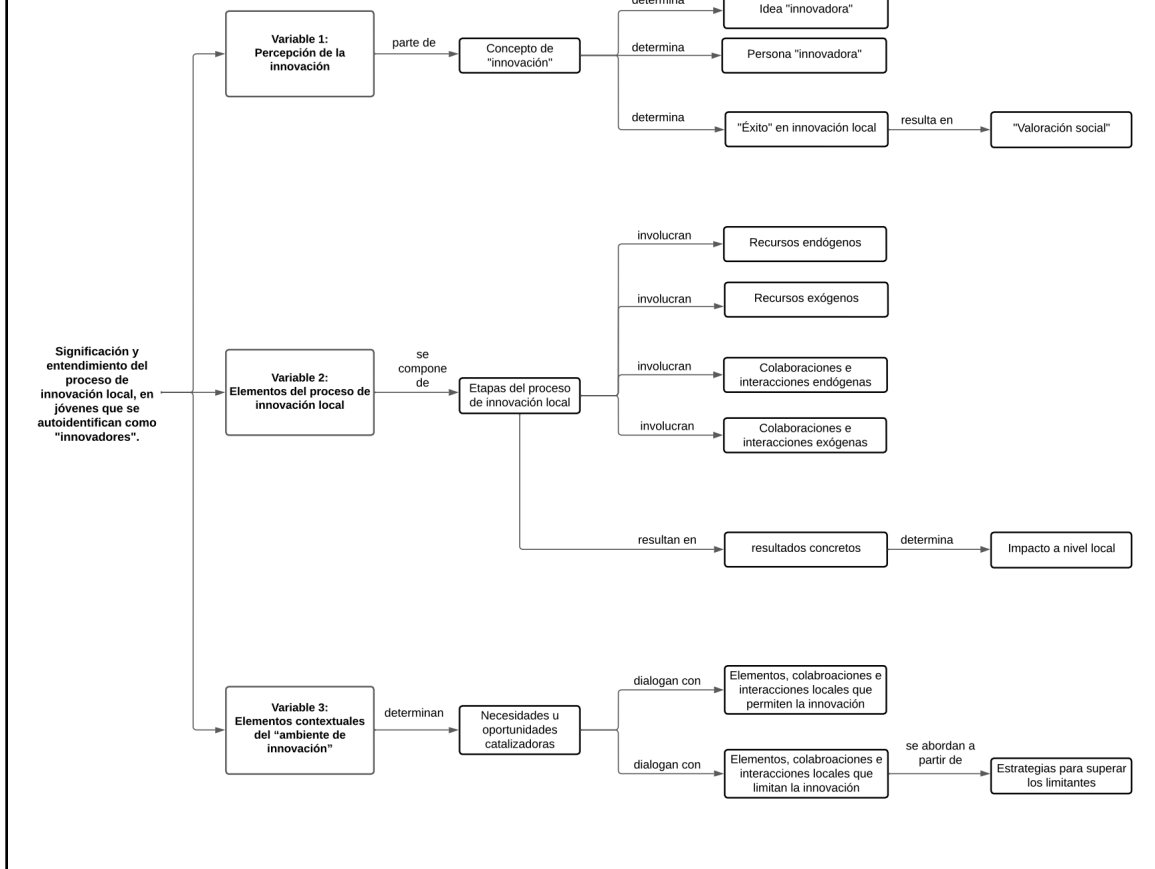 determina
Idea "innovadora"
Variable 1:
Percepción de la
innovación
parte de
Concepto de
"innovación"
determina
Persona "innovadora"
determina
"Éxito" en innovación local
resulta en
"Valoración social"
involucran
Recursos endógenos
involucran
Recursos exógenos
Significación y
entendimiento del
proceso de
innovación local, en
jóvenes que se
autoidentifican como
"innovadores".
Variable 2:
Elementos del proceso de
innovación local
se
compone
de
Etapas del proceso
de innovación local
involucran
Colaboraciones e
interacciones endógenas
involucran
Colaboraciones e
interacciones exógenas
resultan en
resultados concretos
determina
Impacto a nivel local
Variable 3:
Elementos contextuales
del “ambiente de
innovación”
determinan
Necesidades u
oportunidades
catalizadoras
dialogan con
Elementos, colabroaciones e
interacciones locales que
permiten la innovación
dialogan con
Elementos, colabroaciones e
interacciones locales que
limitan la innovación
se abordan a
partir de
Estrategias para superar
los limitantes